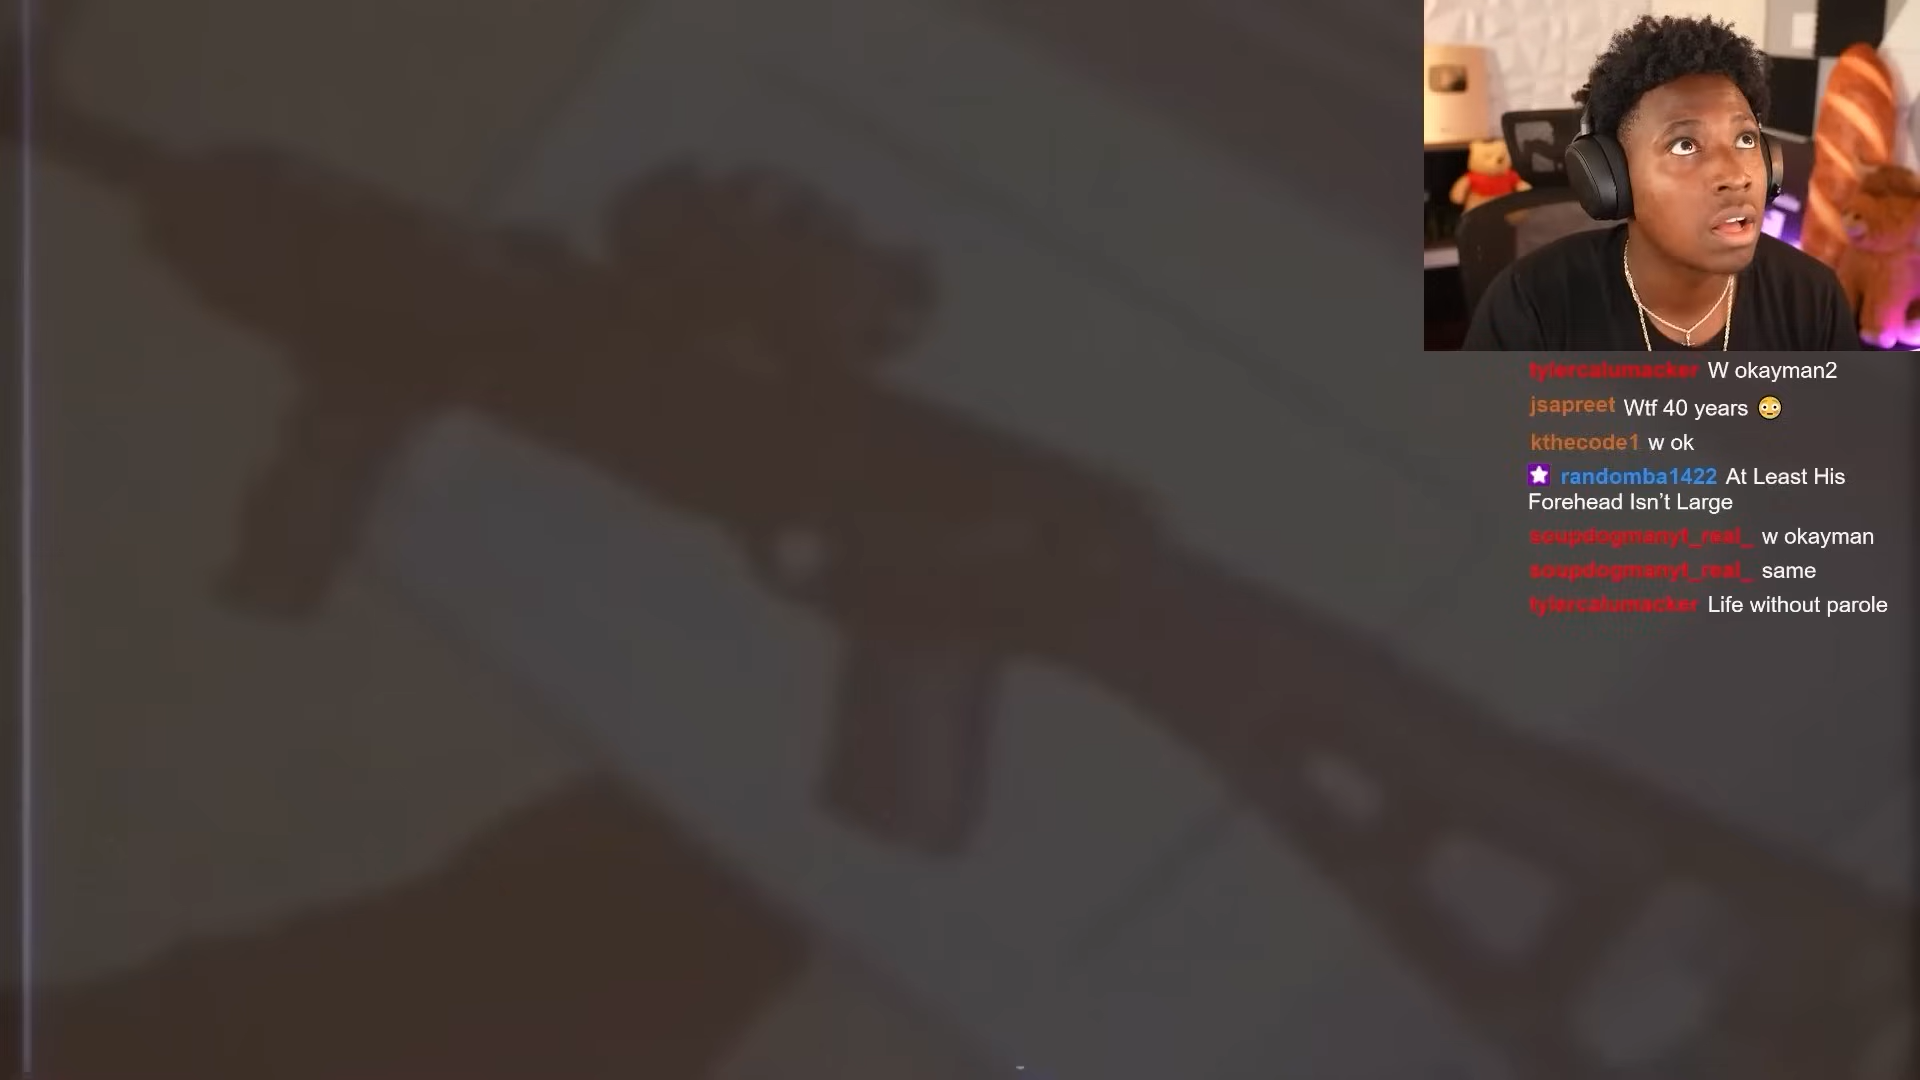 tylercalumacker W okayman2
jsapreet Wtf 40 years 😳
kthecode1 w ok
randomba1422 At Least His
Forehead Isn’t Large
soupdogmanyt_real_ w okayman
soupdogmanyt_real_ same
tylercalumacker Life without parole